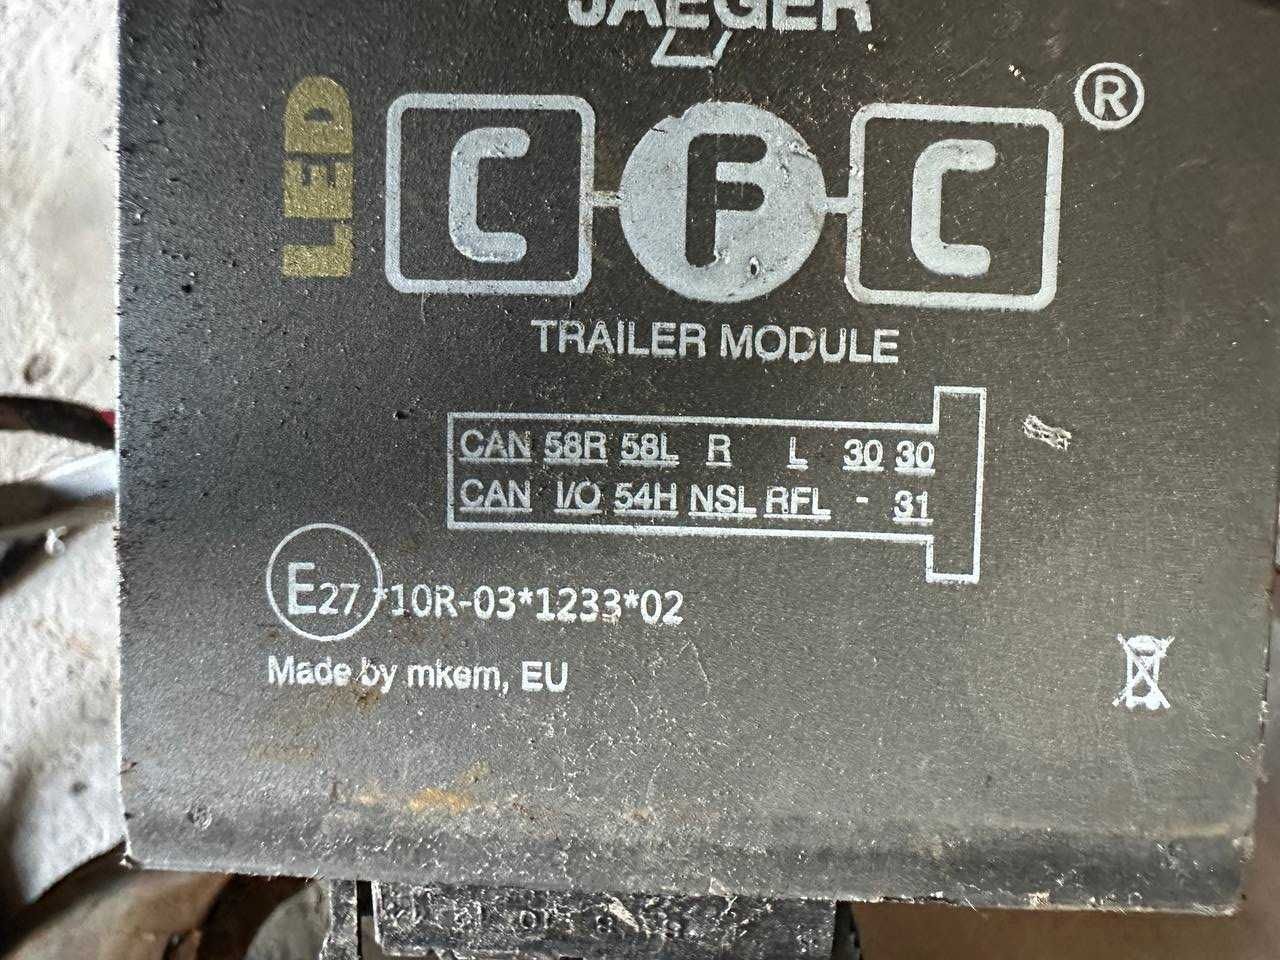 JAEGER
LED
C F C ®
TRAILER MODULE
CAN 58R 58L R L 30 30
CAN I/O 54H NSL RFL - 31
E27 *10R-03*1233*02
Made by mkem, EU